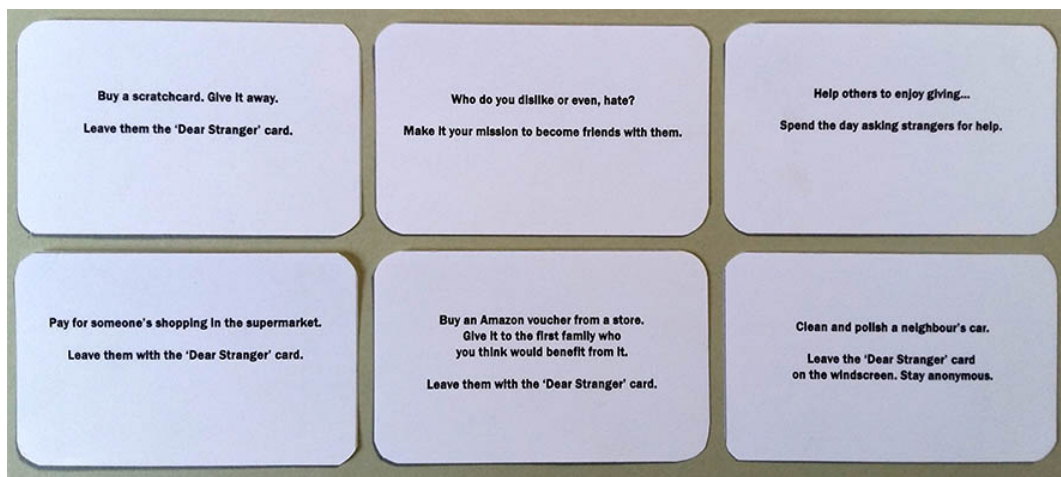 Buy a scratchcard. Give it away.
Leave them the 'Dear Stranger' card.
Who do you dislike or even, hate?
Make it your mission to become friends with them.
Help others to enjoy giving...
Spend the day asking strangers for help.
Pay for someone's shopping in the supermarket.
Leave them with the 'Dear Stranger' card.
Buy an Amazon voucher from a store.
Give it to the first family who
you think would benefit from it.
Leave them with the 'Dear Stranger' card.
Clean and polish a neighbour's car.
Leave the 'Dear Stranger' card
on the windscreen. Stay anonymous.